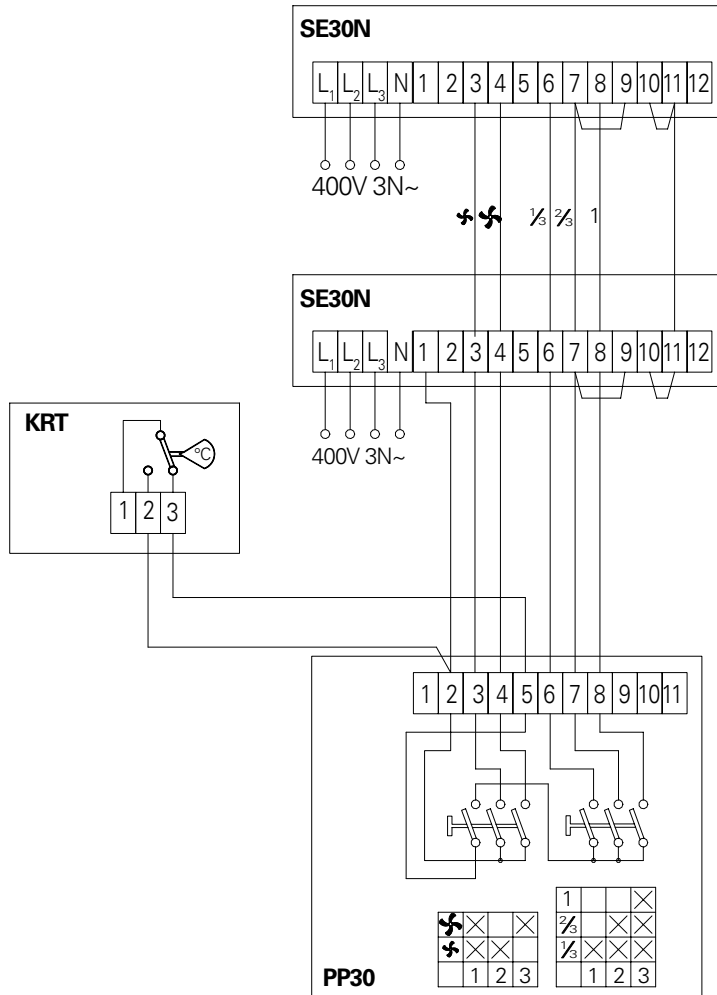 SE30N
L1 L2 L3 N 1 2 3 4 5 6 7 8 9 10 11 12
400V 3N~
⅓ ⅔ 1
SE30N
L1 L2 L3 N 1 2 3 4 5 6 7 8 9 10 11 12
400V 3N~
KRT
°C
1 2 3
1 2 3 4 5 6 7 8 9 10 11
1
⅔
⅓
1 2 3
1 2 3
PP30